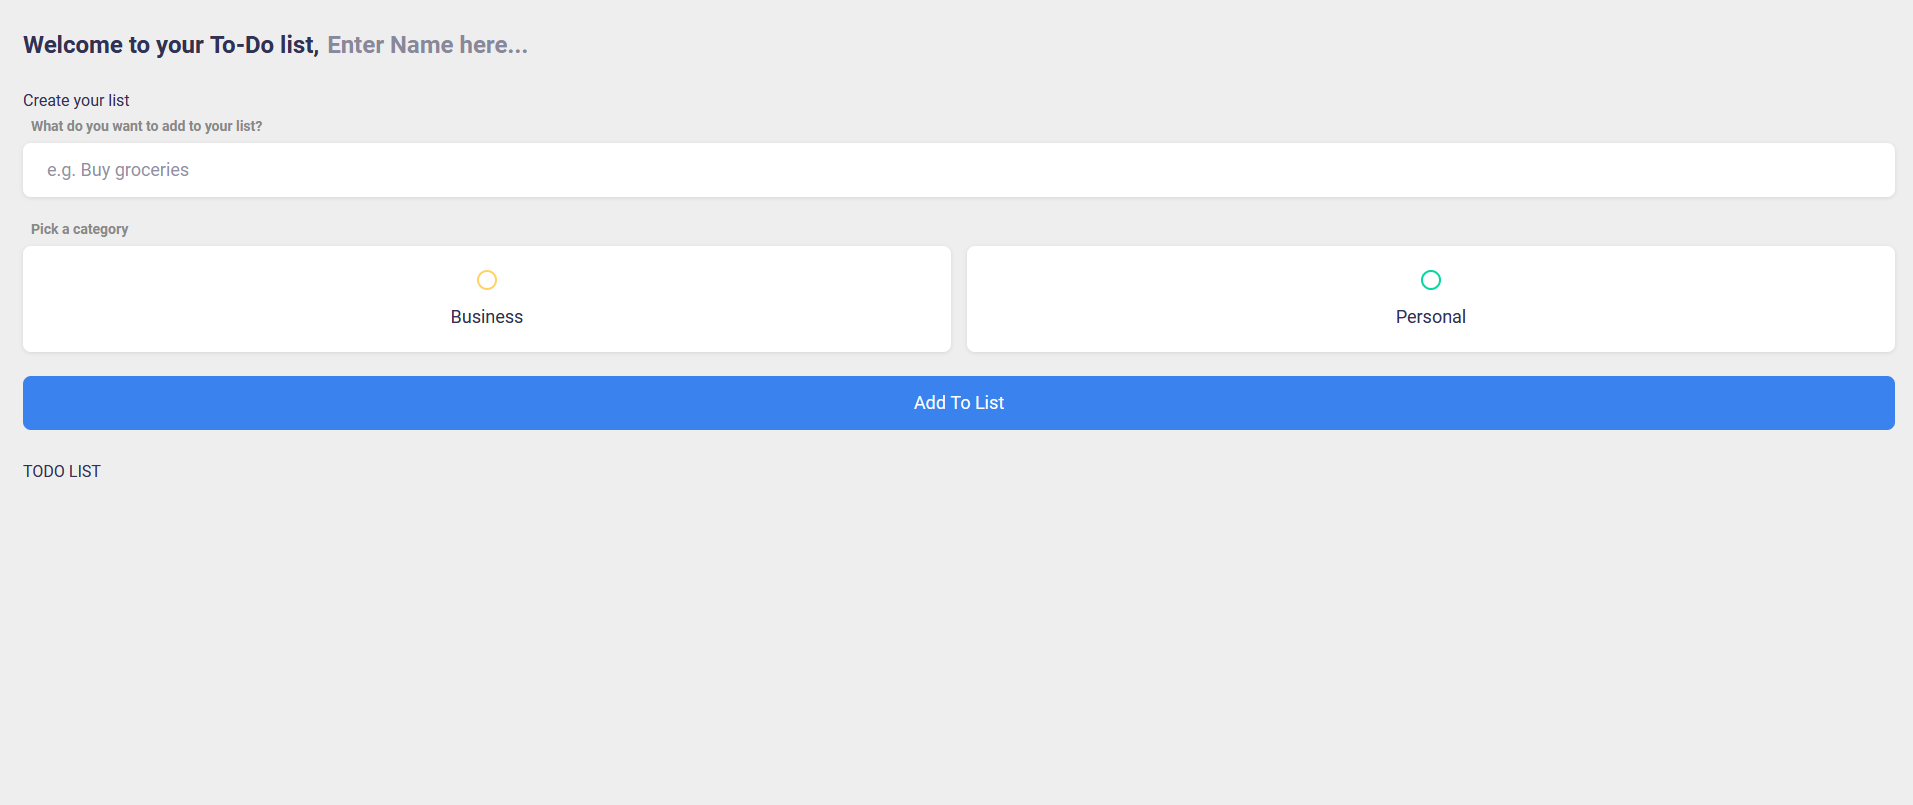 Welcome to your To-Do list, Enter Name here...
Create your list
What do you want to add to your list?
e.g. Buy groceries
Pick a category
Business
Personal
Add To List
TODO LIST